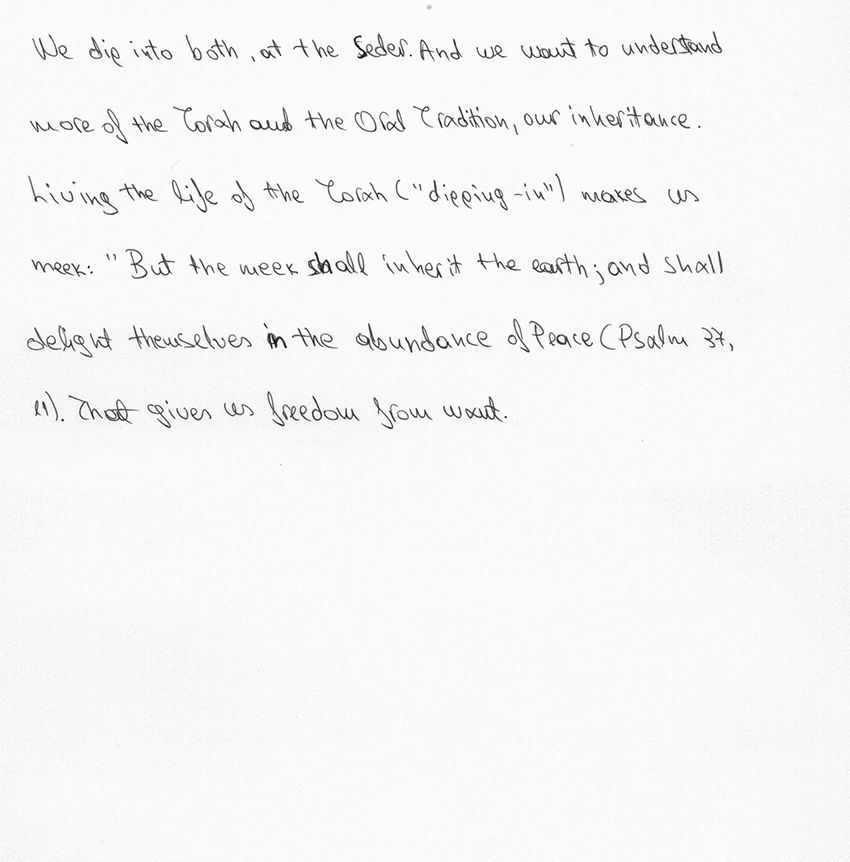 We dip into both, at the Seder. And we want to understand
more of the Torah and the Oral Tradition, our inheritance.
Living the life of the Torah ("dipping-in") makes us
meek: "But the meek shall inherit the earth; and shall
delight themselves in the abundance of Peace (Psalm 37,
11). That gives us freedom from want.